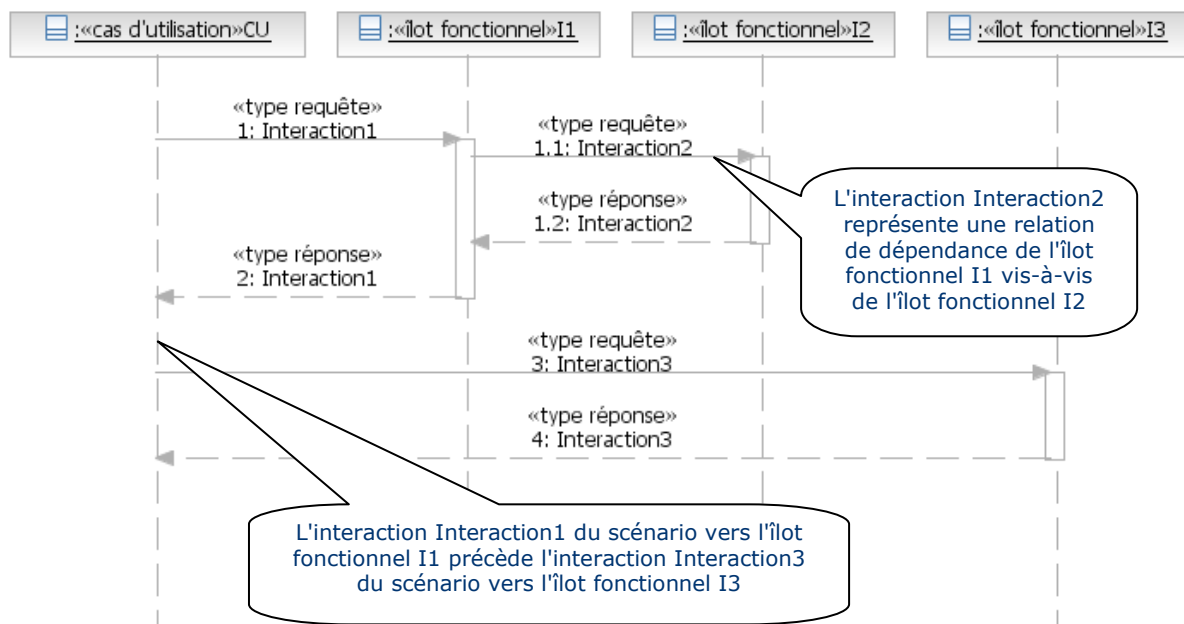 :«cas d'utilisation»CU
:«îlot fonctionnel»I1
:«îlot fonctionnel»I2
:«îlot fonctionnel»I3
«type requête»
1: Interaction1
«type requête»
1.1: Interaction2
L'interaction Interaction2
représente une relation
de dépendance de l'îlot
fonctionnel I1 vis-à-vis
de l'îlot fonctionnel I2
«type réponse»
1.2: Interaction2
«type réponse»
2: Interaction1
«type requête»
3: Interaction3
«type réponse»
4: Interaction3
L'interaction Interaction1 du scénario vers l'îlot
fonctionnel I1 précède l'interaction Interaction3
du scénario vers l'îlot fonctionnel I3